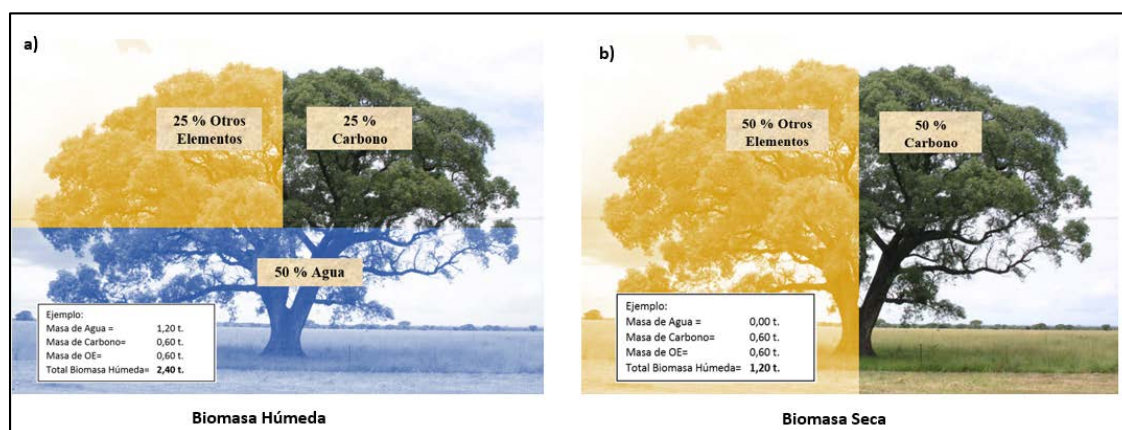 a)
25 % Otros
Elementos
25 %
Carbono
50 % Agua
Ejemplo:
Masa de Agua = 1,20 t.
Masa de Carbono= 0,60 t.
Masa de OE= 0,60 t.
Total Biomasa Húmeda= 2,40 t.
Biomasa Húmeda
b)
50 % Otros
Elementos
50 %
Carbono
Ejemplo:
Masa de Agua = 0,00 t.
Masa de Carbono= 0,60 t.
Masa de OE= 0,60 t.
Total Biomasa Húmeda= 1,20 t.
Biomasa Seca